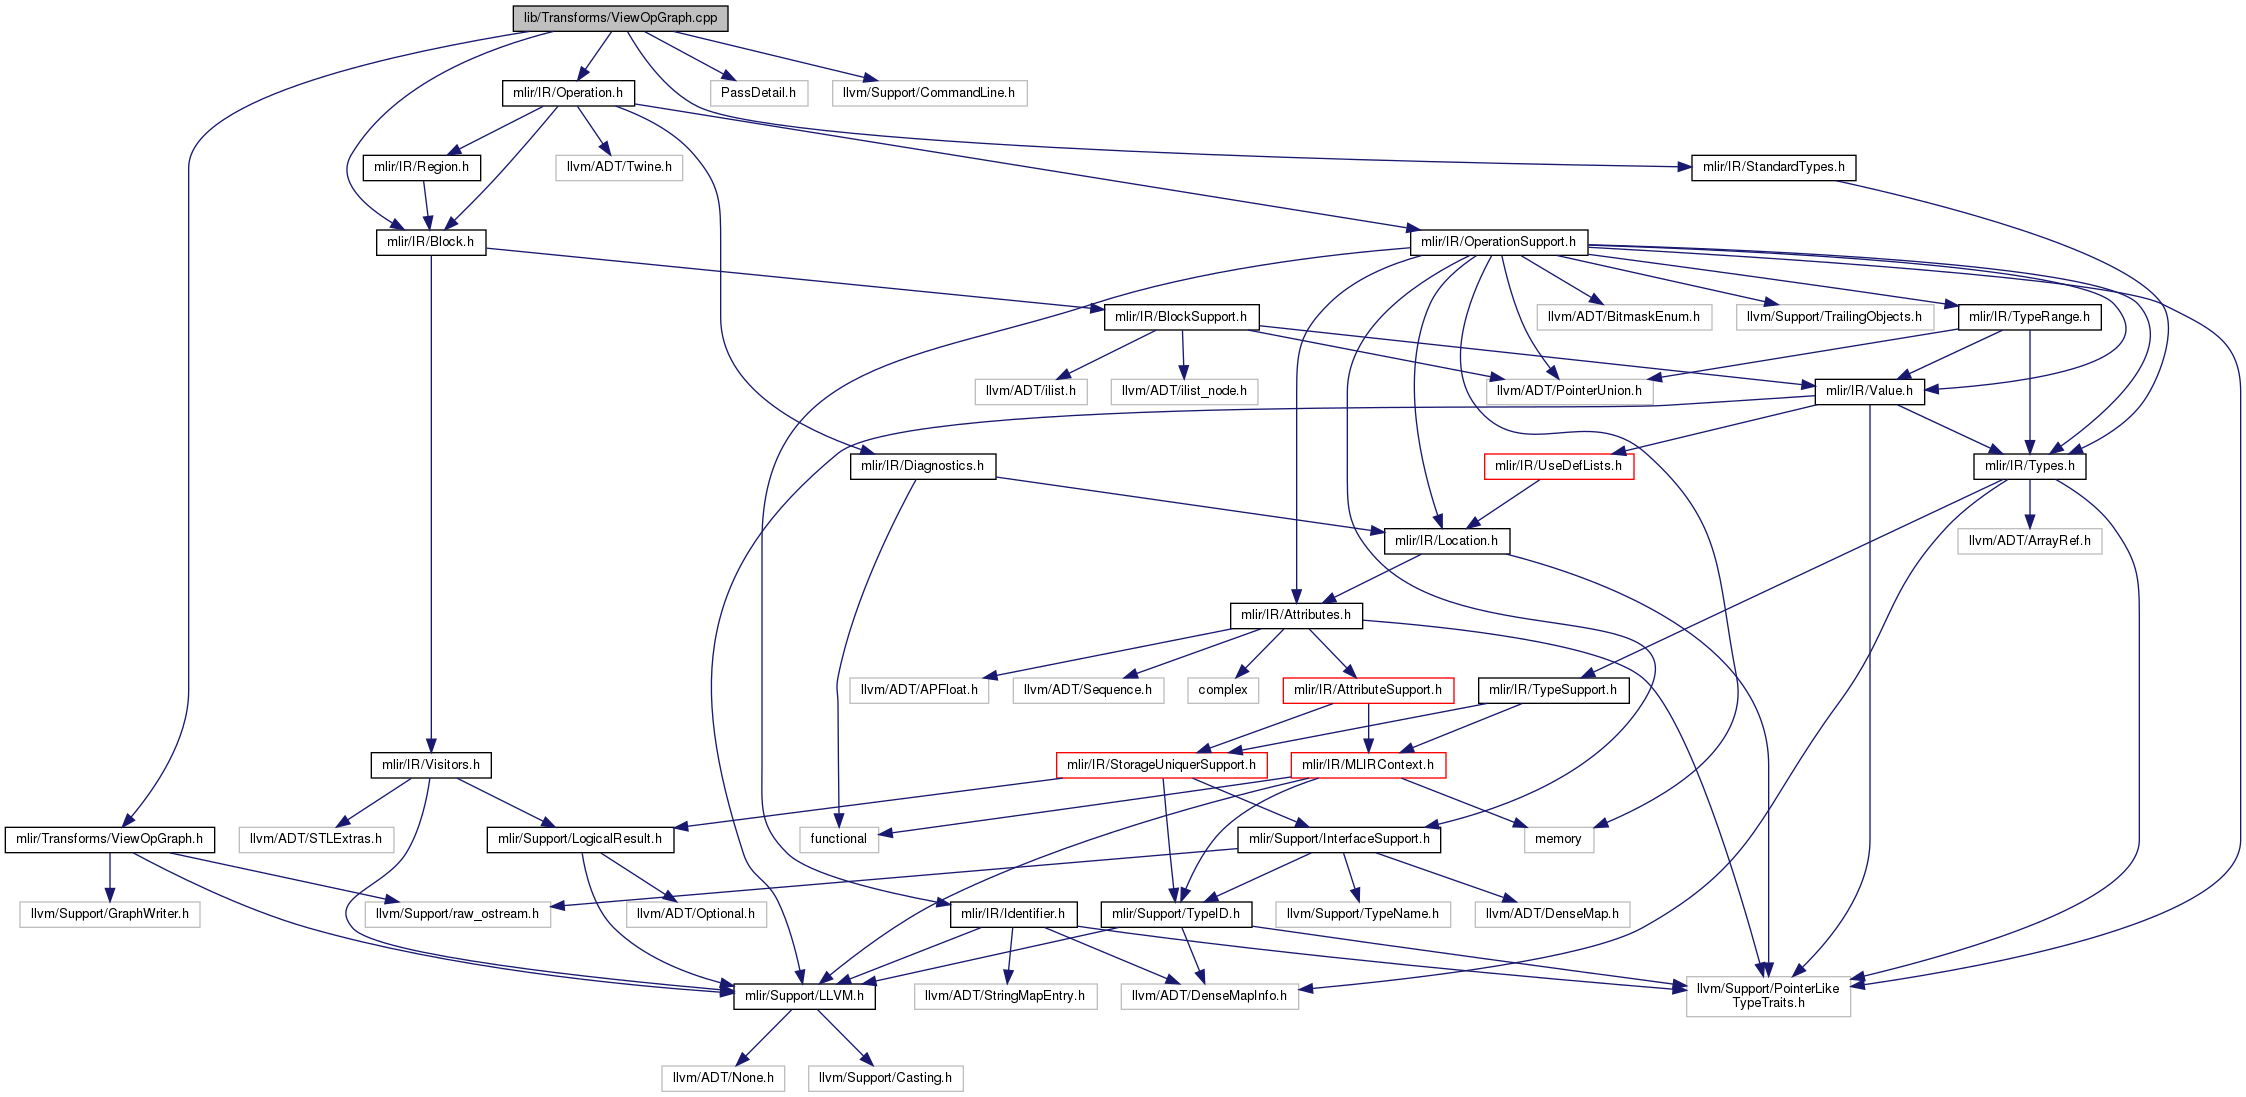 lib/Transforms/ViewOpGraph.cpp
mlir/IR/Operation.h
PassDetail.h
llvm/Support/CommandLine.h
mlir/IR/Region.h
llvm/ADT/Twine.h
mlir/IR/StandardTypes.h
mlir/IR/Block.h
mlir/IR/OperationSupport.h
mlir/IR/BlockSupport.h
llvm/ADT/BitmaskEnum.h
llvm/Support/TrailingObjects.h
mlir/IR/TypeRange.h
llvm/ADT/ilist.h
llvm/ADT/ilist_node.h
llvm/ADT/PointerUnion.h
mlir/IR/Value.h
mlir/IR/Diagnostics.h
mlir/IR/UseDefLists.h
mlir/IR/Types.h
mlir/IR/Location.h
llvm/ADT/ArrayRef.h
mlir/IR/Attributes.h
llvm/ADT/APFloat.h
llvm/ADT/Sequence.h
complex
mlir/IR/AttributeSupport.h
mlir/IR/TypeSupport.h
mlir/IR/Visitors.h
mlir/IR/StorageUniquerSupport.h
mlir/IR/MLIRContext.h
mlir/Transforms/ViewOpGraph.h
llvm/ADT/STLExtras.h
mlir/Support/LogicalResult.h
functional
mlir/Support/InterfaceSupport.h
memory
llvm/Support/GraphWriter.h
llvm/Support/raw_ostream.h
llvm/ADT/Optional.h
mlir/IR/Identifier.h
mlir/Support/TypeID.h
llvm/Support/TypeName.h
llvm/ADT/DenseMap.h
mlir/Support/LLVM.h
llvm/ADT/StringMapEntry.h
llvm/ADT/DenseMapInfo.h
llvm/Support/PointerLike
TypeTraits.h
llvm/ADT/None.h
llvm/Support/Casting.h